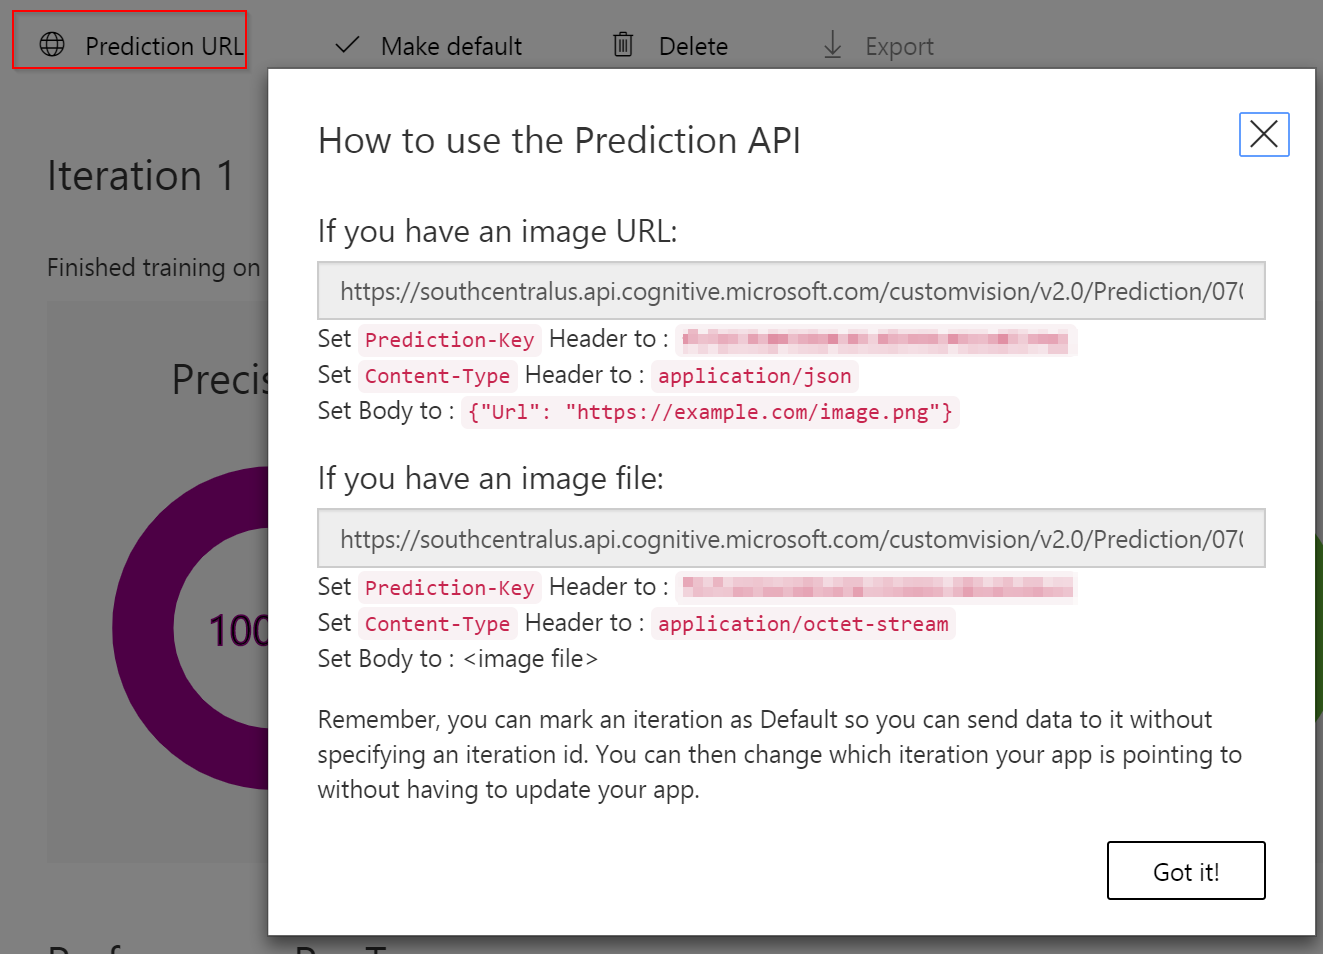 Prediction URL
Make default
Delete
Export
Iteration 1
Finished training on
Precis
100
How to use the Prediction API
If you have an image URL:
https://southcentralus.api.cognitive.microsoft.com/customvision/v2.0/Prediction/070
Set Prediction-Key Header to :
Set Content-Type Header to : application/json
Set Body to : {"Url": "https://example.com/image.png"}
If you have an image file:
https://southcentralus.api.cognitive.microsoft.com/customvision/v2.0/Prediction/070
Set Prediction-Key Header to :
Set Content-Type Header to : application/octet-stream
Set Body to : <image file>
Remember, you can mark an iteration as Default so you can send data to it without
specifying an iteration id. You can then change which iteration your app is pointing to
without having to update your app.
Got it!